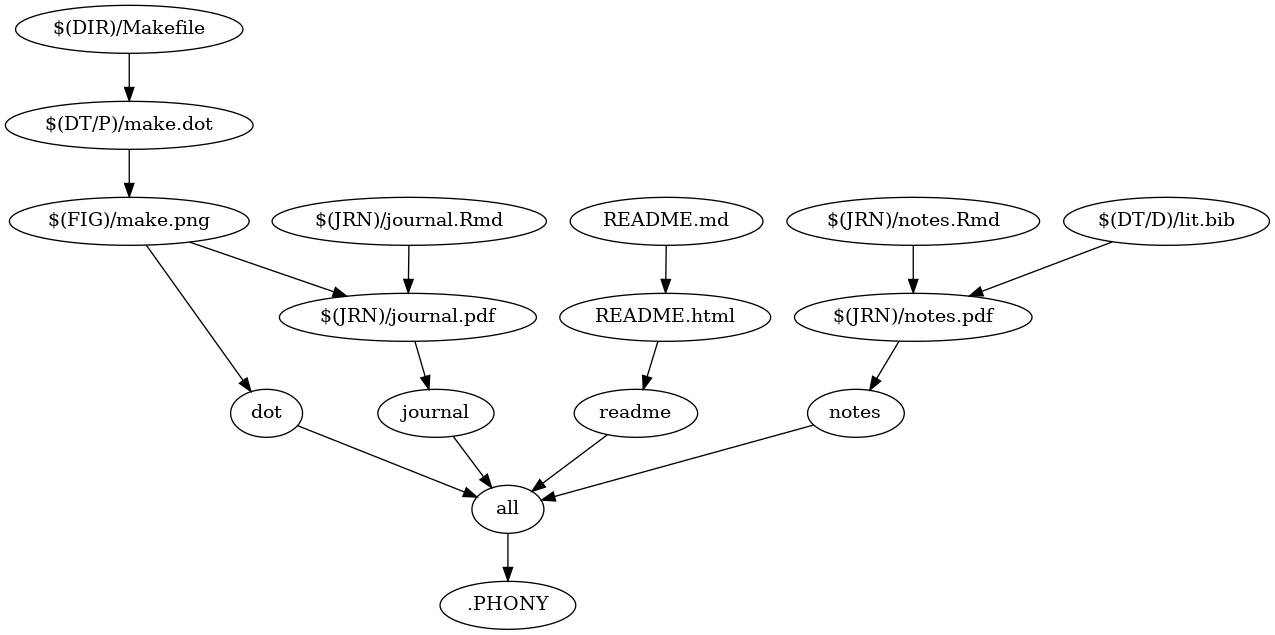 $(DIR)/Makefile
$(DT/P)/make.dot
$(FIG)/make.png
$(JRN)/journal.Rmd
README.md
$(JRN)/notes.Rmd
$(DT/D)/lit.bib
$(JRN)/journal.pdf
README.html
$(JRN)/notes.pdf
dot
journal
readme
notes
all
.PHONY